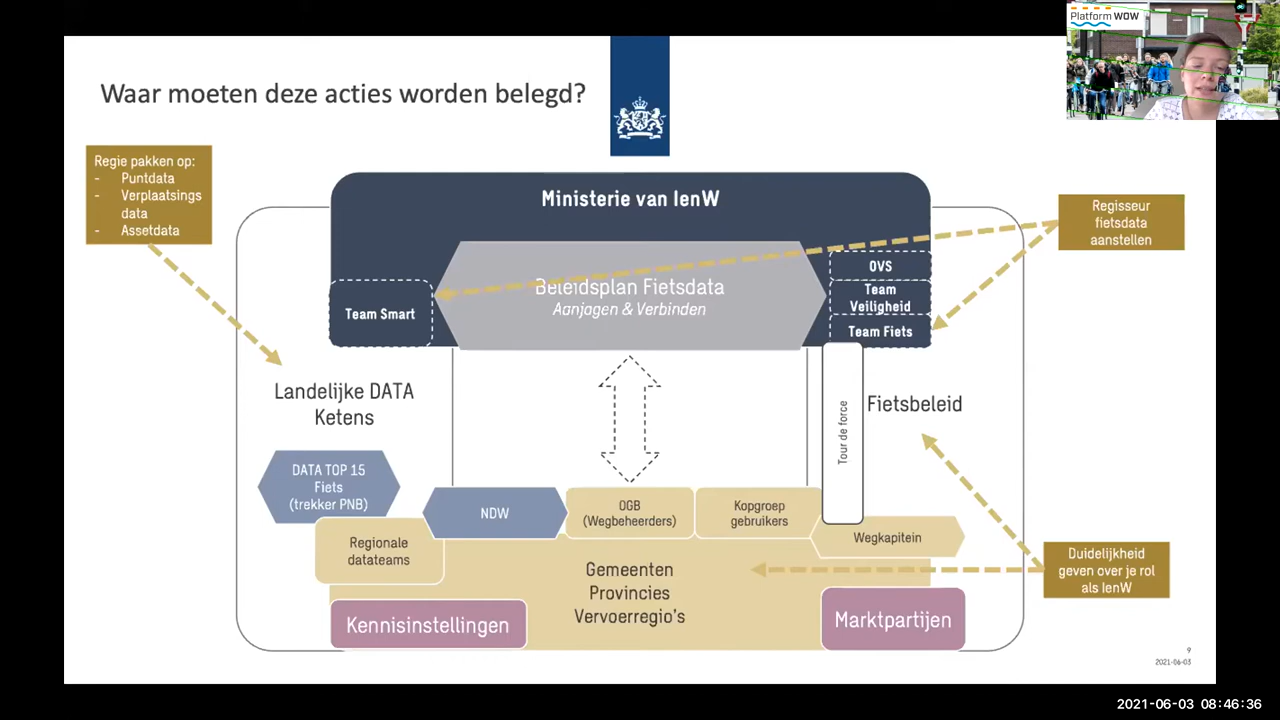 Platform WOW
Waar moeten deze acties worden belegd?
Regie pakken op:
- Puntdata
- Verplaatsings
data
- Assetdata
Ministerie van IenW
Regisseur
fietsdata
aanstellen
Beleidsplan Fietsdata
Aanjagen & Verbinden
Team Smart
OVS
Team
Veiligheid
Team Fiets
Landelijke DATA
Ketens
Tour de force
Fietsbeleid
DATA TOP 15
Fiets
(trekker PNB)
NDW
OGB
(Wegbeheerders)
Kopgroep
gebruikers
Wegkapitein
Regionale
datateams
Gemeenten
Provincies
Vervoerregio's
Duidelijkheid
geven over je rol
als IenW
Kennisinstellingen
Marktpartijen
9
2021-06-03
2021-06-03 08:46:36